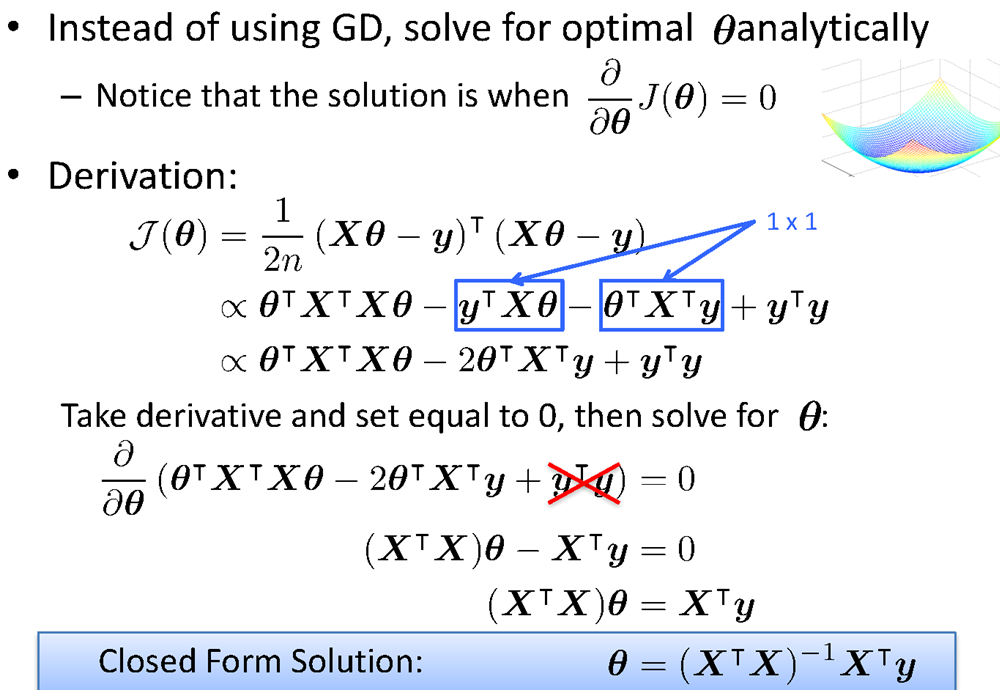 • Instead of using GD, solve for optimal θanalytically
– Notice that the solution is when ∂/∂θ J(θ) = 0
• Derivation:
𝒥(θ) = 1/2n (Xθ − y)ᵀ (Xθ − y)
1 x 1
∝ θᵀXᵀXθ − yᵀXθ − θᵀXᵀy + yᵀy
∝ θᵀXᵀXθ − 2θᵀXᵀy + yᵀy
Take derivative and set equal to 0, then solve for θ:
∂/∂θ (θᵀXᵀXθ − 2θᵀXᵀy + yᵀy) = 0
(XᵀX)θ − Xᵀy = 0
(XᵀX)θ = Xᵀy
Closed Form Solution: θ = (XᵀX)⁻¹Xᵀy